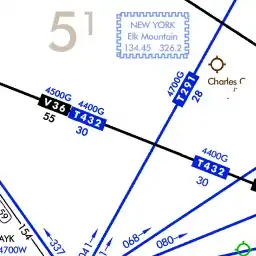 51
NEW YORK
Elk Mountain
134.45 326.2
Charles
4500G
4400G
V36
T432
55
30
4700G
T291
28
4400G
T432
30
59
154
337
041
068
080
4700W